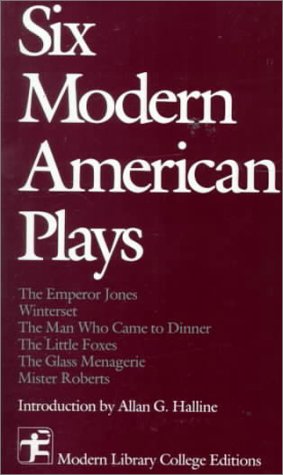 Six
Modern
American
Plays
The Emperor Jones
Winterset
The Man Who Came to Dinner
The Little Foxes
The Glass Menagerie
Mister Roberts
Introduction by Allan G. Halline
Modern Library College Editions